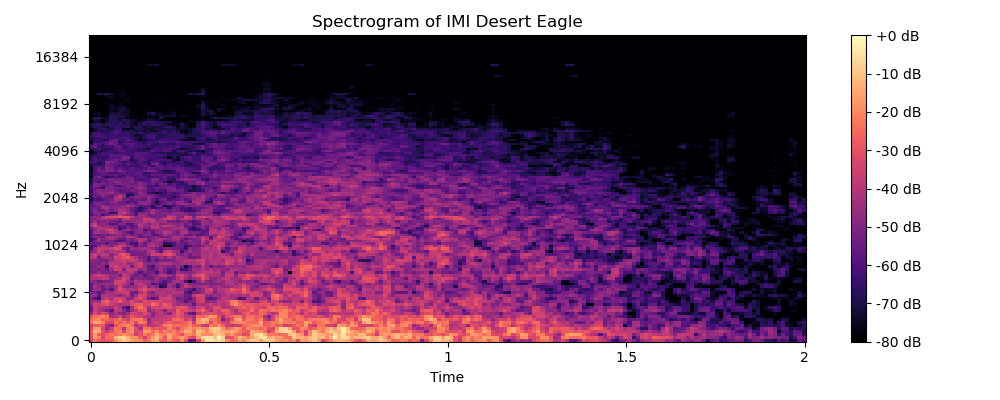 Spectrogram of IMI Desert Eagle
16384
8192
4096
2048
1024
512
0
Hz
0 0.5 1 1.5 2
Time
+0 dB
-10 dB
-20 dB
-30 dB
-40 dB
-50 dB
-60 dB
-70 dB
-80 dB